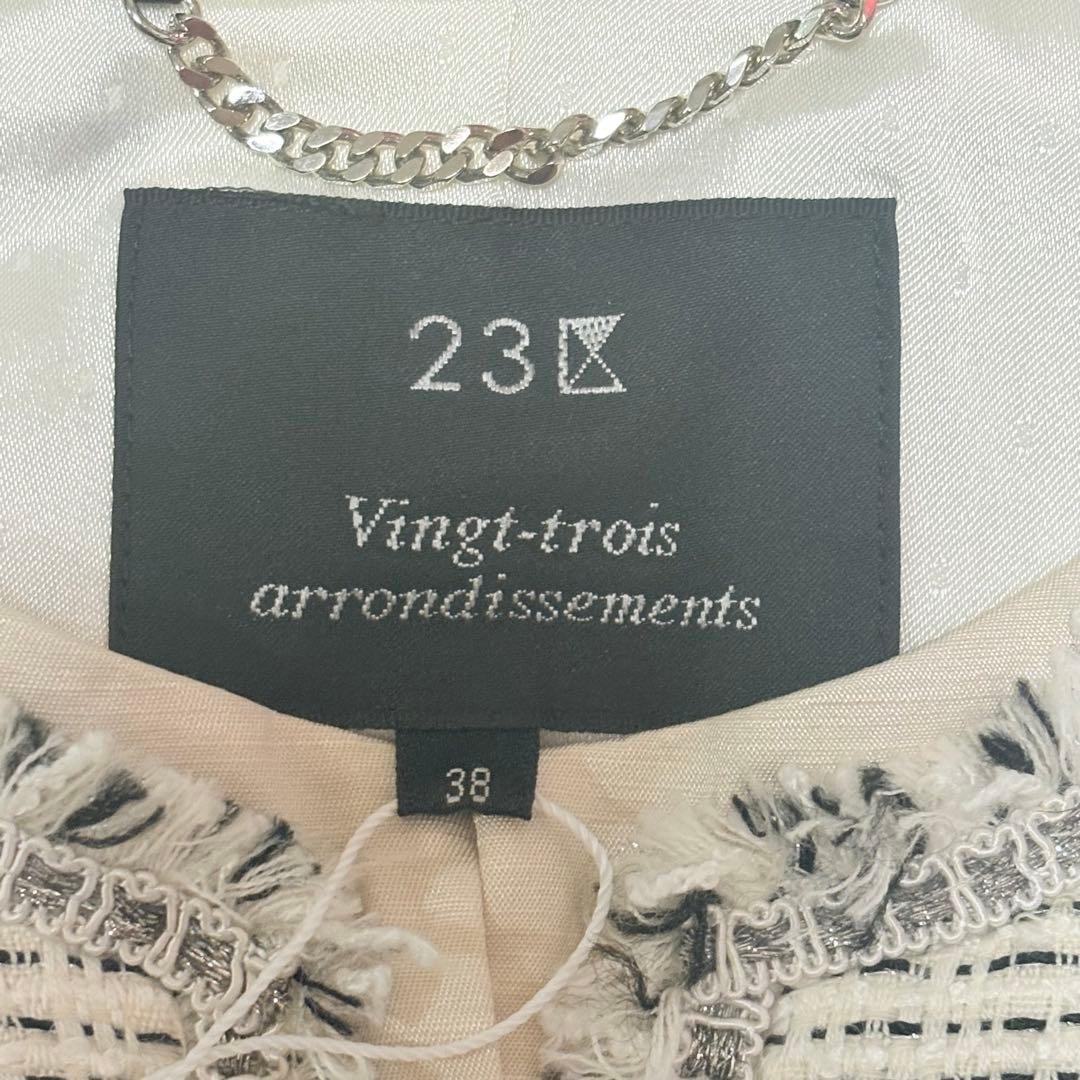 23区
Vingt-trois
arrondissements
38